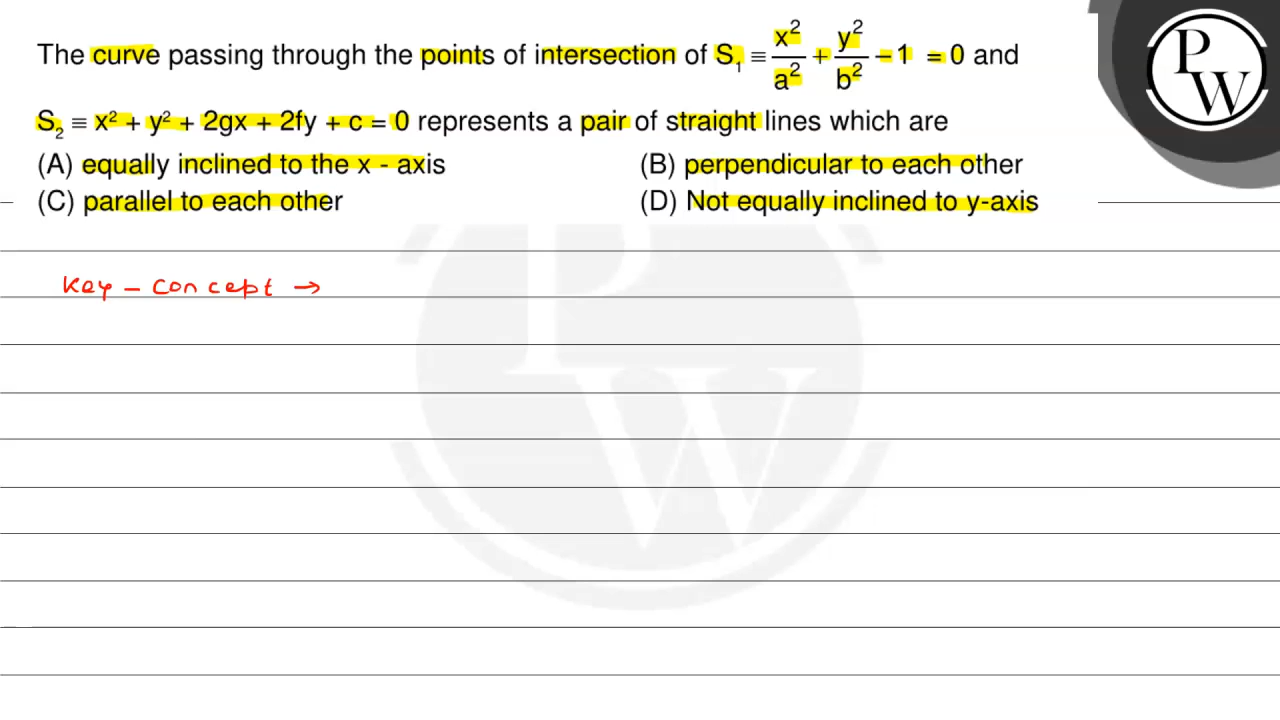 The curve passing through the points of intersection of S₁ ≡ x²/a² + y²/b² − 1 = 0 and
S₂ ≡ x² + y² + 2gx + 2fy + c = 0 represents a pair of straight lines which are
(A) equally inclined to the x - axis (B) perpendicular to each other
(C) parallel to each other (D) Not equally inclined to y-axis
Key - concept →
P
W
P
W